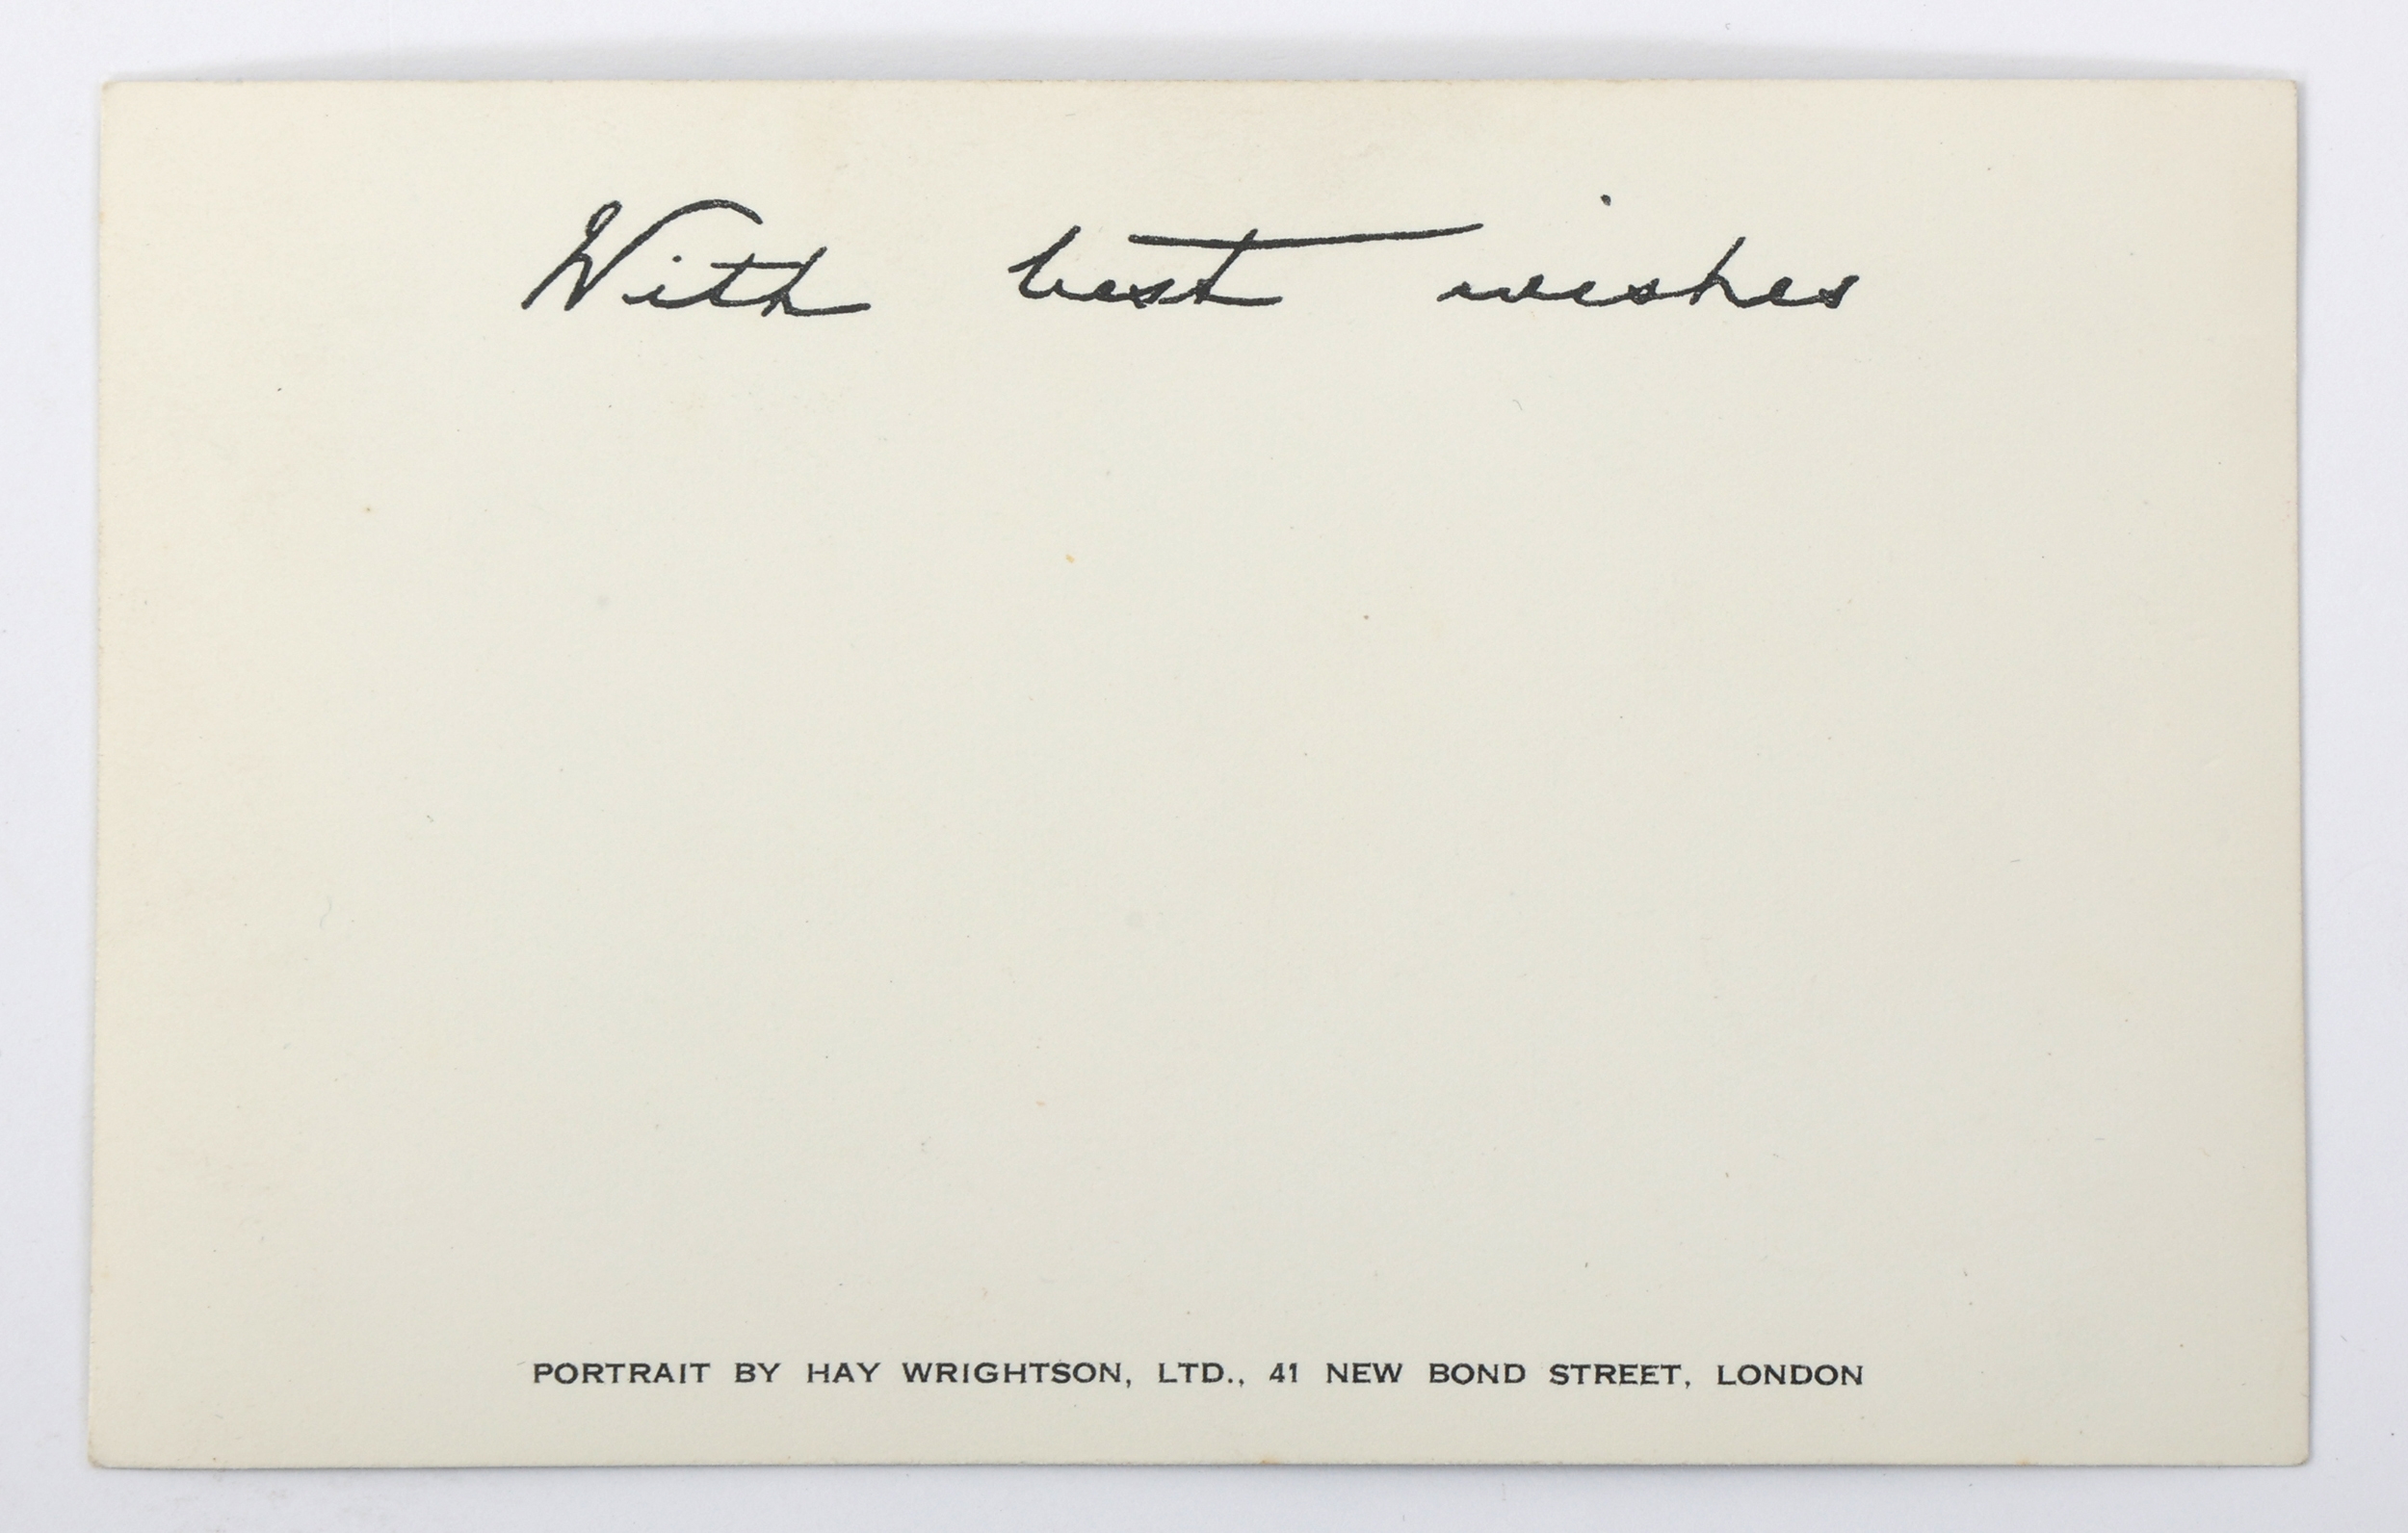 With best wishes
PORTRAIT BY HAY WRIGHTSON, LTD., 41 NEW BOND STREET, LONDON